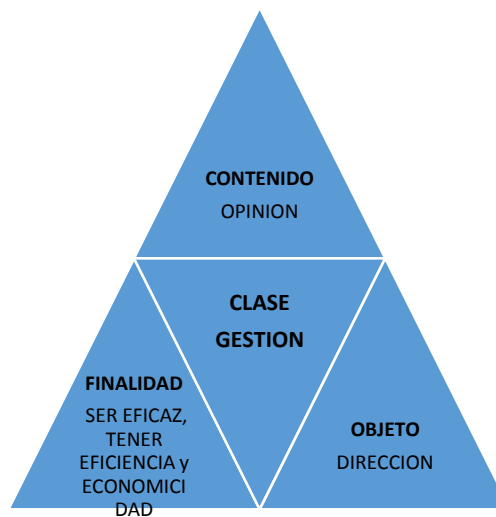 CONTENIDO
OPINION
CLASE
GESTION
FINALIDAD
SER EFICAZ,
TENER
EFICIENCIA y
ECONOMICI
DAD
OBJETO
DIRECCION